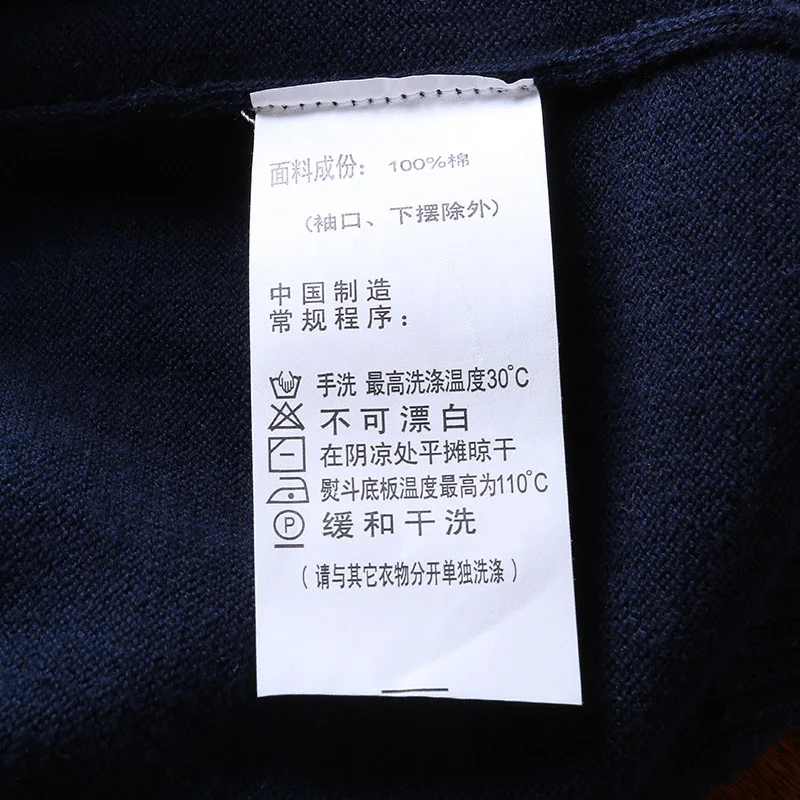 面料成份： 100%棉
（袖口、下摆除外）
中国制造
常规程序：
手洗 最高洗涤温度30℃
不可漂白
在阴凉处平摊晾干
熨斗底板温度最高为110℃
P 缓和干洗
（请与其它衣物分开单独洗涤）